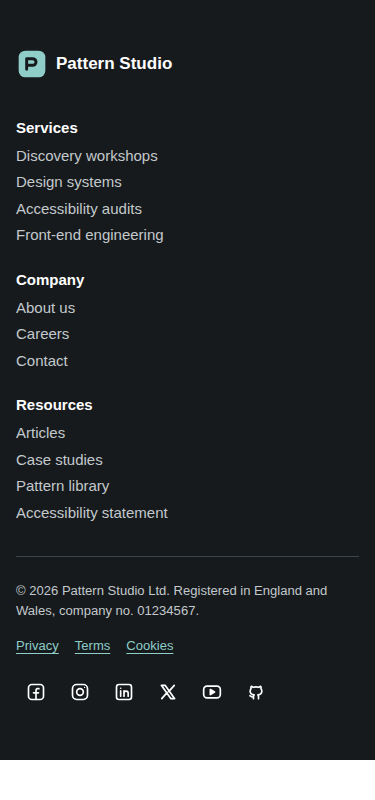 Pattern Studio
Services
Discovery workshops
Design systems
Accessibility audits
Front-end engineering
Company
About us
Careers
Contact
Resources
Articles
Case studies
Pattern library
Accessibility statement
© 2026 Pattern Studio Ltd. Registered in England and
Wales, company no. 01234567.
Privacy Terms Cookies